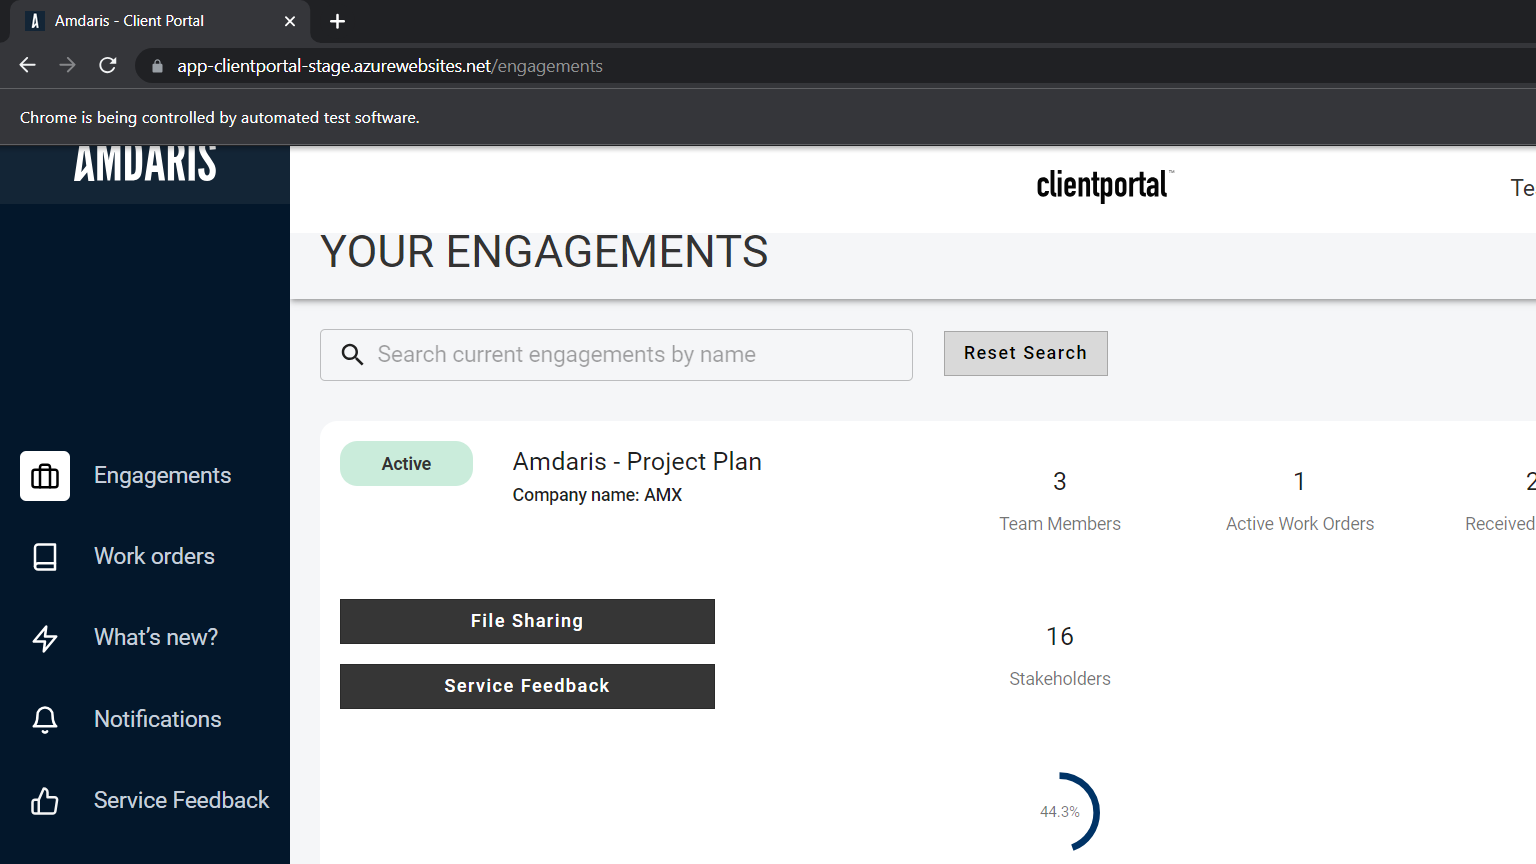 Amdaris - Client Portal
app-clientportal-stage.azurewebsites.net/engagements
Chrome is being controlled by automated test software.
AMDARIS
clientportal™
Te
YOUR ENGAGEMENTS
Search current engagements by name
Reset Search
Active
Amdaris - Project Plan
Company name: AMX
3
Team Members
1
Active Work Orders
2
Received
File Sharing
Service Feedback
16
Stakeholders
44.3%
Engagements
Work orders
What’s new?
Notifications
Service Feedback